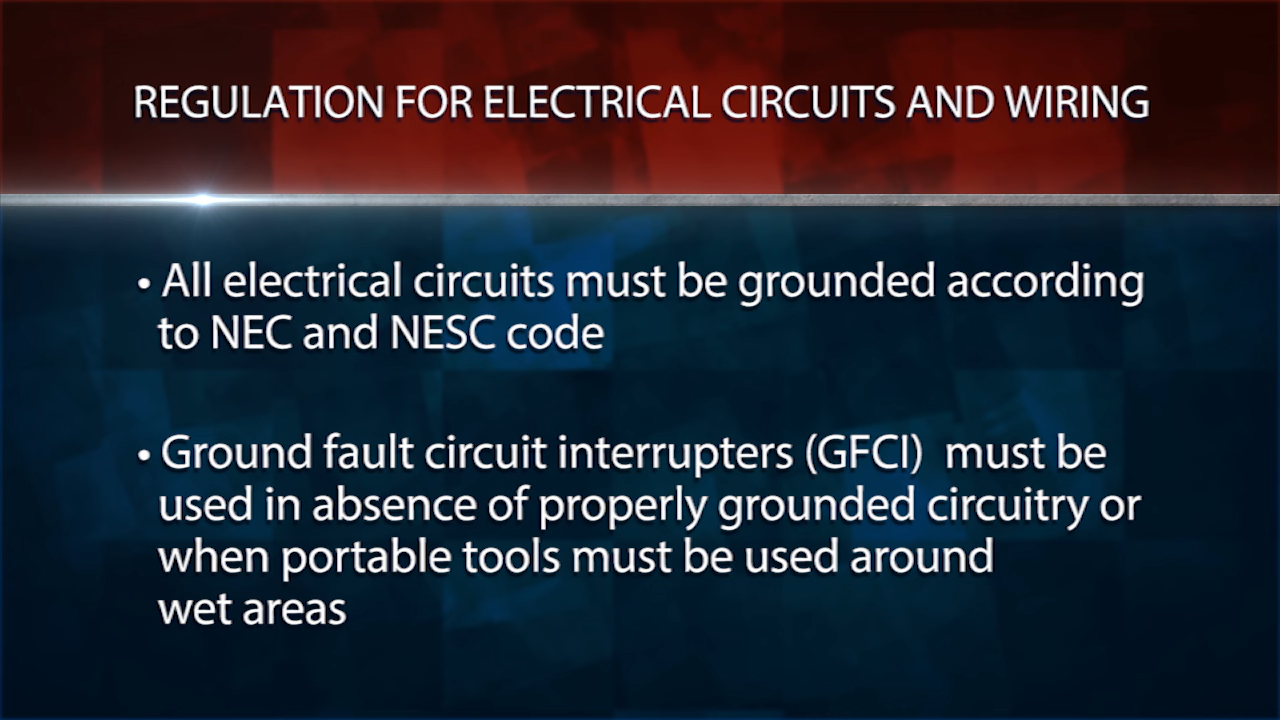 REGULATION FOR ELECTRICAL CIRCUITS AND WIRING
• All electrical circuits must be grounded according
to NEC and NESC code
• Ground fault circuit interrupters (GFCI)  must be
used in absence of properly grounded circuitry or
when portable tools must be used around
wet areas